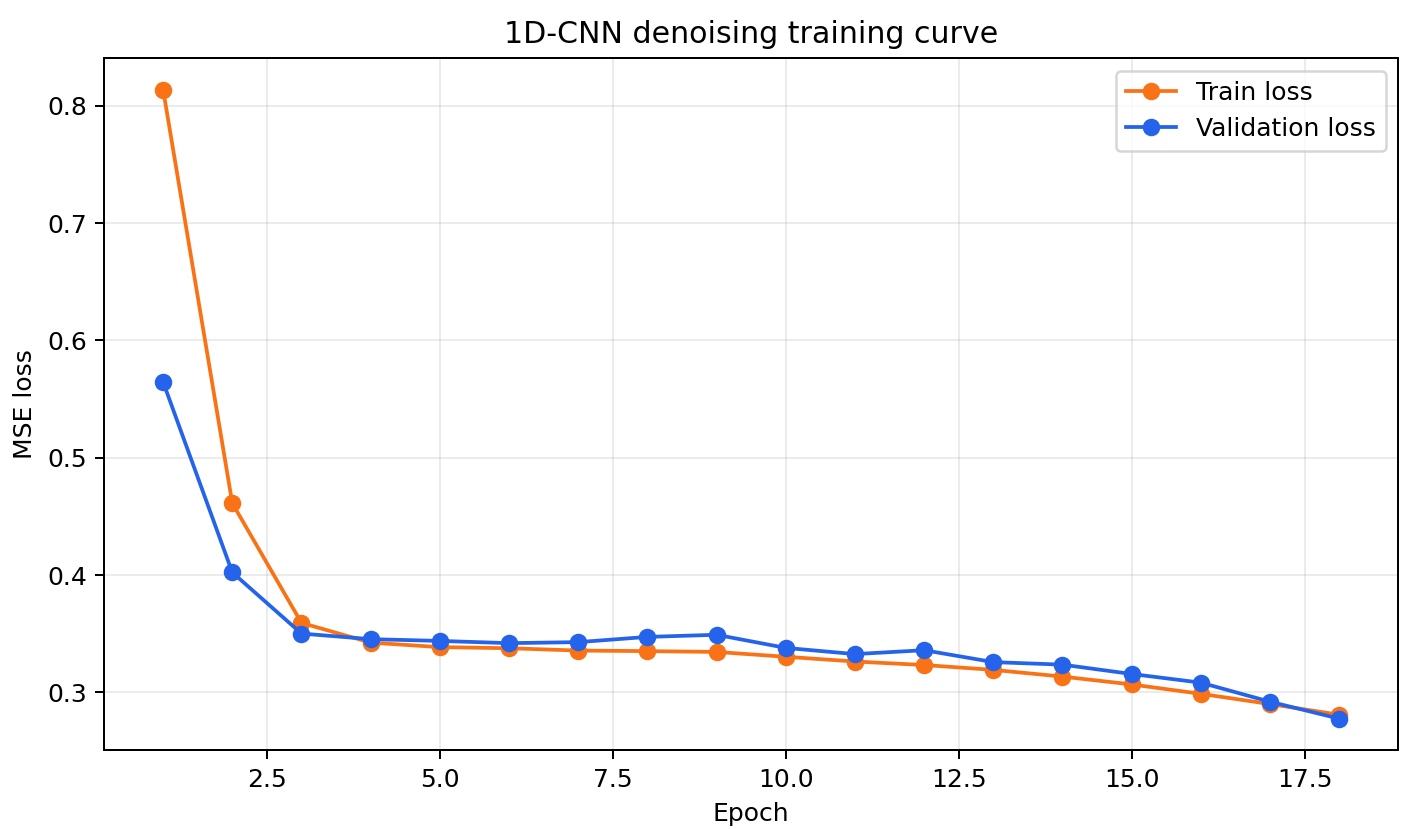 1D-CNN denoising training curve
Train loss
Validation loss
0.8
0.7
0.6
0.5
0.4
0.3
MSE loss
2.5 5.0 7.5 10.0 12.5 15.0 17.5
Epoch